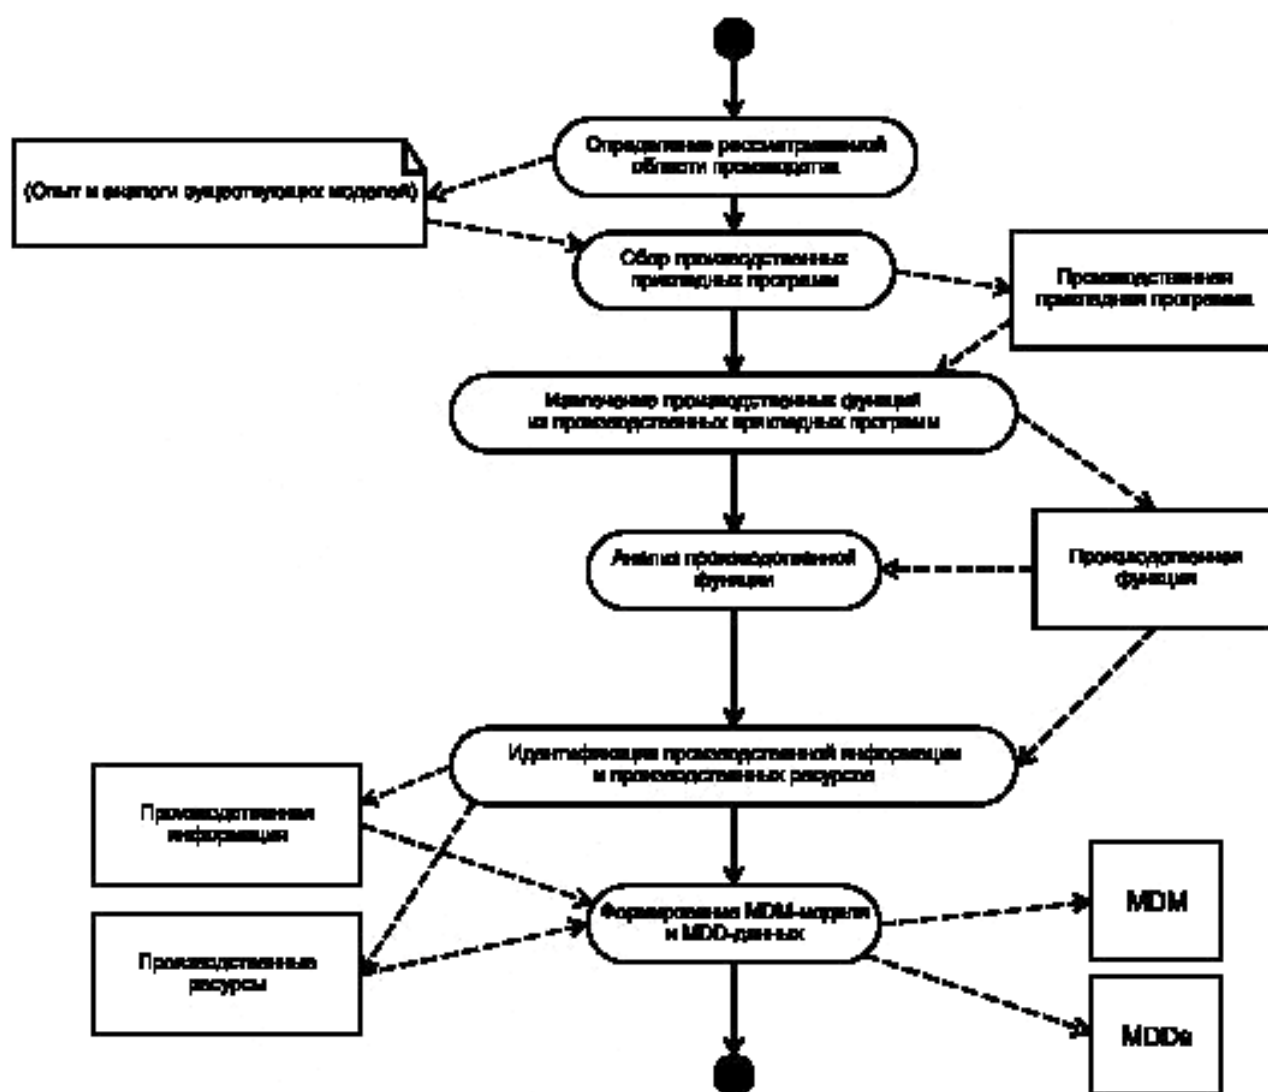 Определение рассматриваемой
области производства
(Опыт и аналоги существующих моделей)
Сбор производственных
прикладных программ
Производственная
прикладная программа
Извлечение производственных функций
из производственных прикладных программ
Анализ производственной
функции
Производственная
функция
Идентификация производственной информации
и производственных ресурсов
Производственная
информация
Формирование MDM-модели
и MDD-данных
MDM
Производственные
ресурсы
MDDs